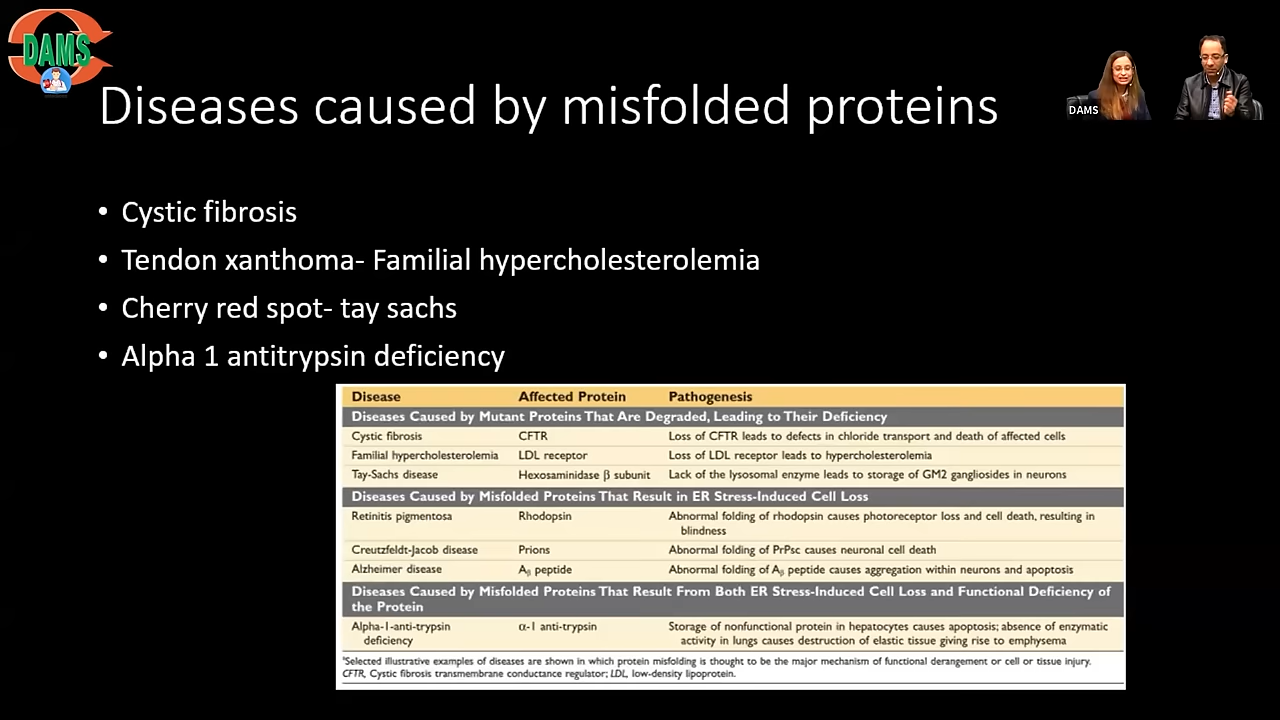 DAMS
Diseases caused by misfolded proteins
DAMS
• Cystic fibrosis
• Tendon xanthoma- Familial hypercholesterolemia
• Cherry red spot- tay sachs
• Alpha 1 antitrypsin deficiency
Disease Affected Protein Pathogenesis
Diseases Caused by Mutant Proteins That Are Degraded, Leading to Their Deficiency
Cystic fibrosis CFTR Loss of CFTR leads to defects in chloride transport and death of affected cells
Familial hypercholesterolemia LDL receptor Loss of LDL receptor leads to hypercholesterolemia
Tay-Sachs disease Hexosaminidase β subunit Lack of the lysosomal enzyme leads to storage of GM2 gangliosides in neurons
Diseases Caused by Misfolded Proteins That Result in ER Stress-Induced Cell Loss
Retinitis pigmentosa Rhodopsin Abnormal folding of rhodopsin causes photoreceptor loss and cell death, resulting in
blindness
Creutzfeldt-Jacob disease Prions Abnormal folding of PrPsc causes neuronal cell death
Alzheimer disease Aβ peptide Abnormal folding of Aβ peptide causes aggregation within neurons and apoptosis
Diseases Caused by Misfolded Proteins That Result From Both ER Stress-Induced Cell Loss and Functional Deficiency of
the Protein
Alpha-1-anti-trypsin α-1 anti-trypsin Storage of nonfunctional protein in hepatocytes causes apoptosis; absence of enzymatic
deficiency activity in lungs causes destruction of elastic tissue giving rise to emphysema
ᵃSelected illustrative examples of diseases are shown in which protein misfolding is thought to be the major mechanism of functional derangement or cell or tissue injury.
CFTR, Cystic fibrosis transmembrane conductance regulator; LDL, low-density lipoprotein.